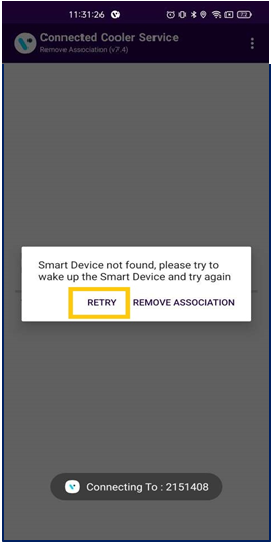 11:31:26
73
Connected Cooler Service
Remove Association (v7.4)
Smart Device not found, please try to
wake up the Smart Device and try again
RETRY REMOVE ASSOCIATION
Connecting To : 2151408